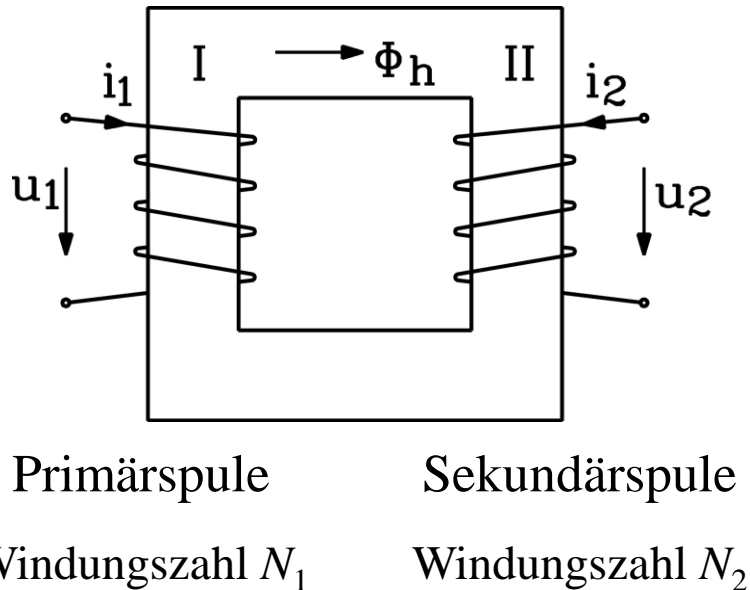 I Φh II
i1 i2
u1 u2
Primärspule Sekundärspule
Windungszahl N1 Windungszahl N2